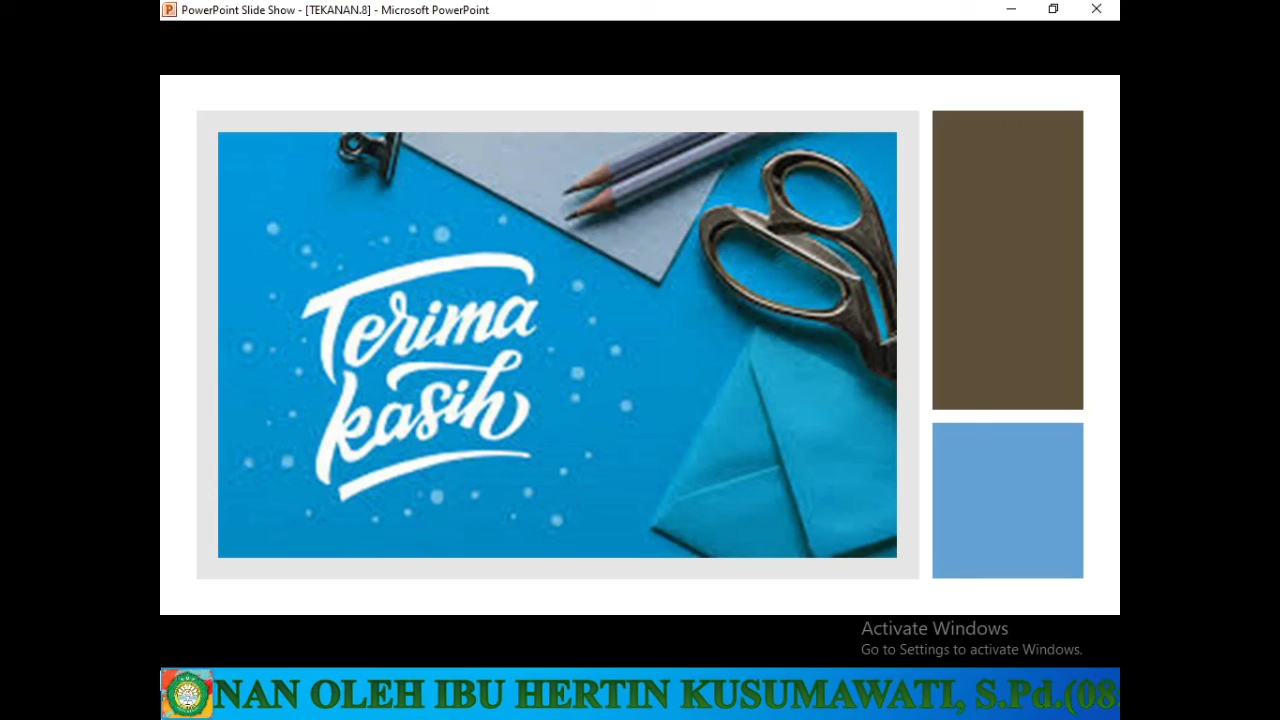 PowerPoint Slide Show - [TEKANAN.8] - Microsoft PowerPoint
Terima
kasih
Activate Windows
Go to Settings to activate Windows.
NAN OLEH IBU HERTIN KUSUMAWATI, S.Pd.(08